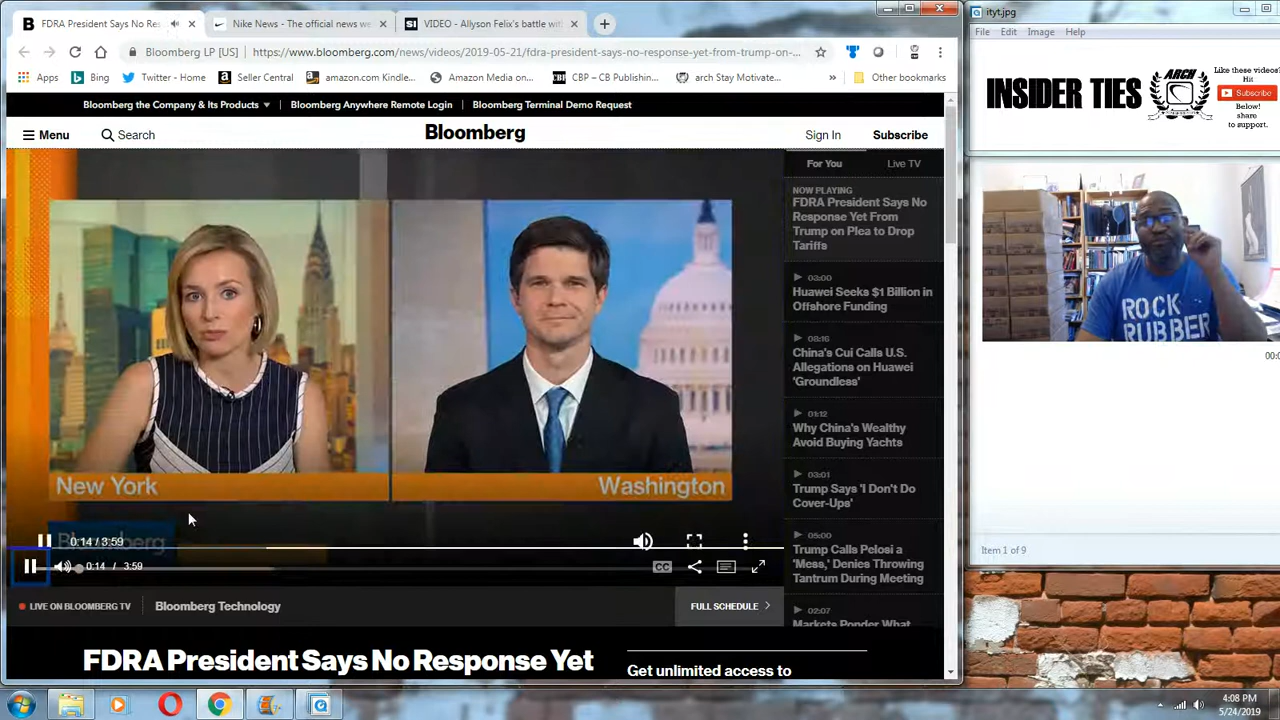 FDRA President Says No Res
The official news we
VIDEO - Allyson Felix's battle with
Bloomberg LP [US]
https://www.bloomberg.com/news/videos/2019-05-21/fdra-president-says-no-response-yet-from-trump-on-...
Apps
Bing
Twitter - Home
Seller Central
amazon.com Kindle...
Amazon Media on...
CBP – CB Publishin...
arch Stay Motivate...
»
Other bookmarks
Bloomberg the Company & Its Products
Bloomberg Anywhere Remote Login
Bloomberg Terminal Demo Request
Menu
Search
Bloomberg
Sign In
Subscribe
New York
Washington
Bloomberg
0:14 / 3:59
0:14 / 3:59
CC
LIVE ON BLOOMBERG TV
Bloomberg Technology
FULL SCHEDULE
FDRA President Says No Response Yet
Get unlimited access to
For You
Live TV
NOW PLAYING
FDRA President Says No
Response Yet From
Trump on Plea to Drop
Tariffs
03:00
Huawei Seeks $1 Billion in
Offshore Funding
08:16
China's Cui Calls U.S.
Allegations on Huawei
'Groundless'
01:12
Why China's Wealthy
Avoid Buying Yachts
03:01
Trump Says 'I Don't Do
Cover-Ups'
05:00
Trump Calls Pelosi a
'Mess,' Denies Throwing
Tantrum During Meeting
02:07
Markets Ponder What
ityt.jpg
File Edit Image Help
INSIDER TIES
ARCH
Like these videos?
Hit
Subscribe
Below!
share
to support.
ROCK
RUBBER
Item 1 of 9
4:08 PM
5/24/2019